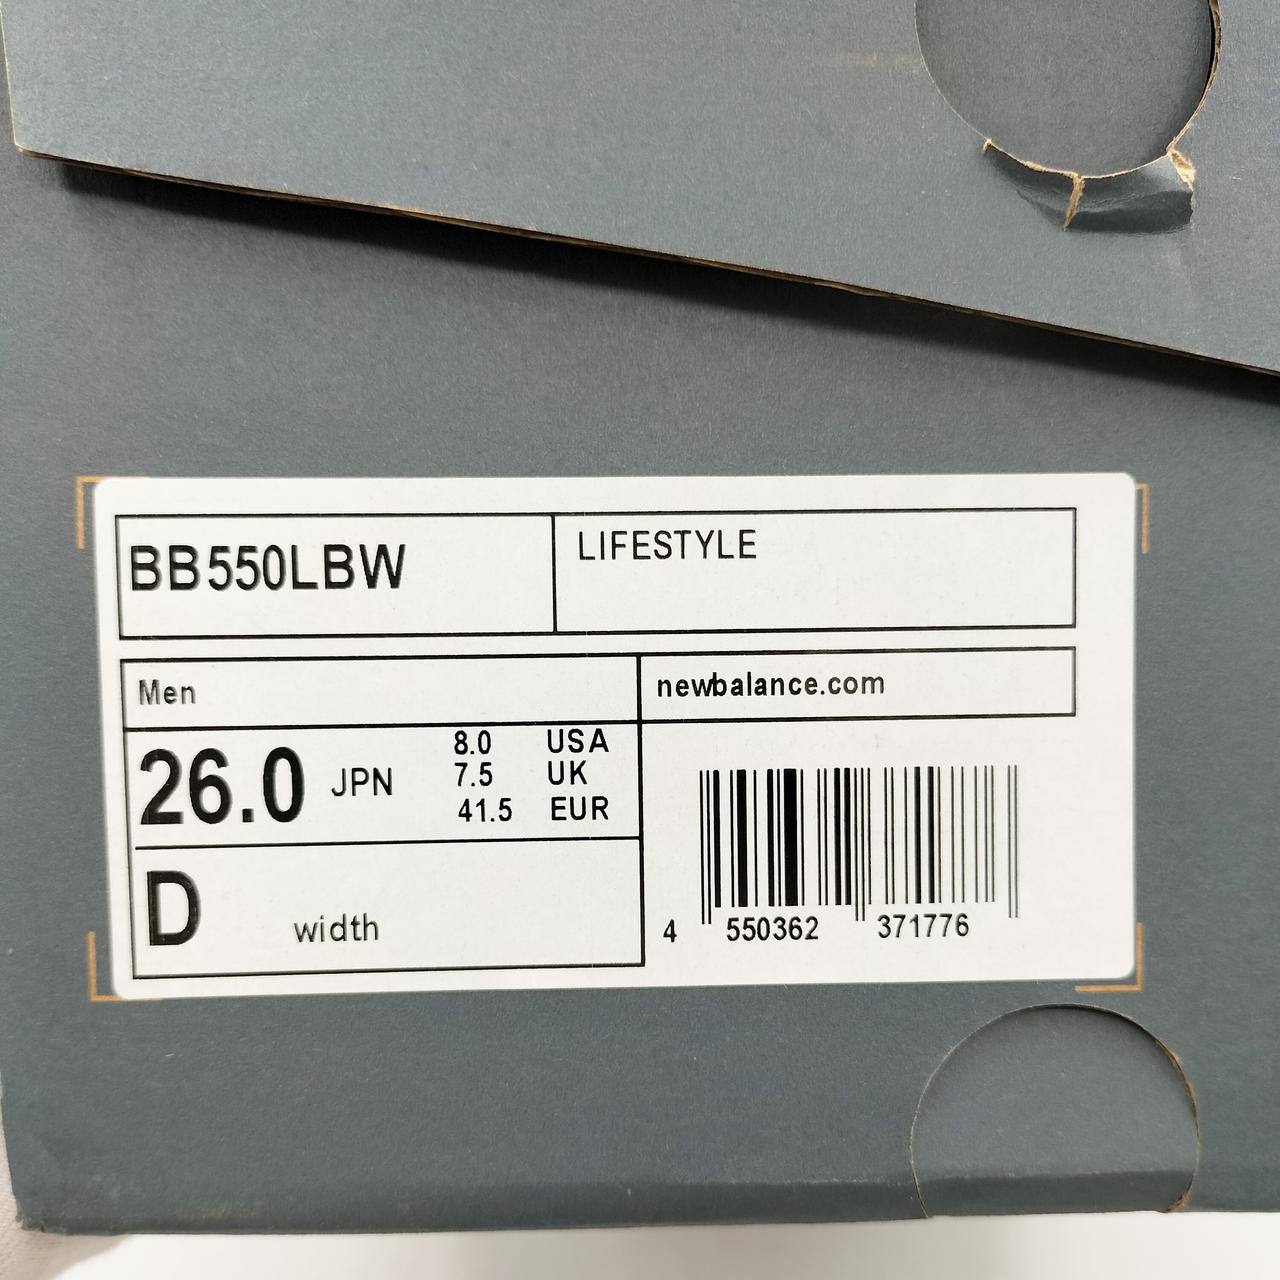 BB550LBW
LIFESTYLE
Men
newbalance.com
26.0 JPN
8.0 USA
7.5 UK
41.5 EUR
D width
4 550362 371776